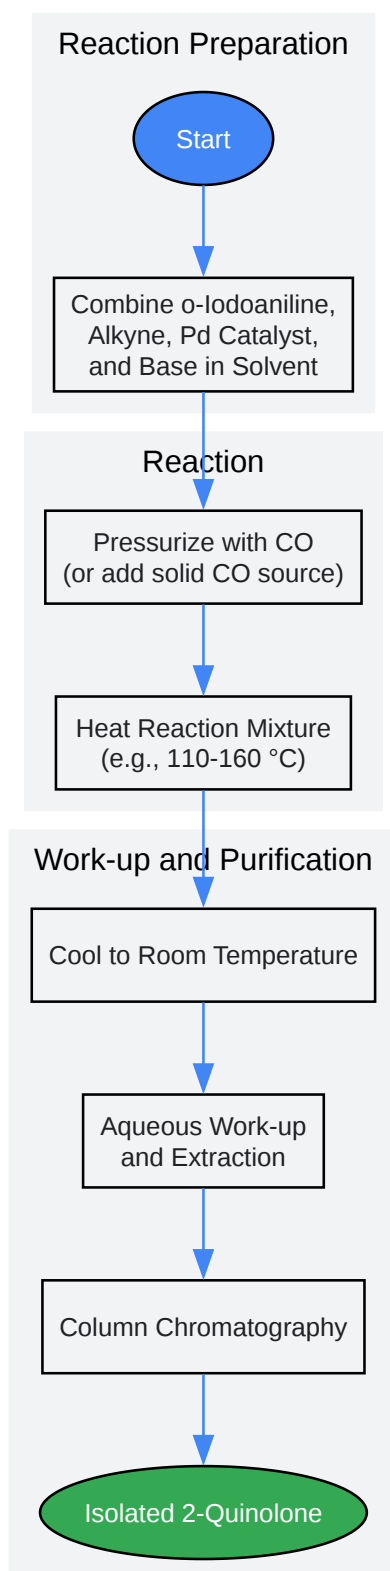 Reaction Preparation
Start
Combine o-Iodoaniline,
Alkyne, Pd Catalyst,
and Base in Solvent
Reaction
Pressurize with CO
(or add solid CO source)
Heat Reaction Mixture
(e.g., 110-160 °C)
Work-up and Purification
Cool to Room Temperature
Aqueous Work-up
and Extraction
Column Chromatography
Isolated 2-Quinolone